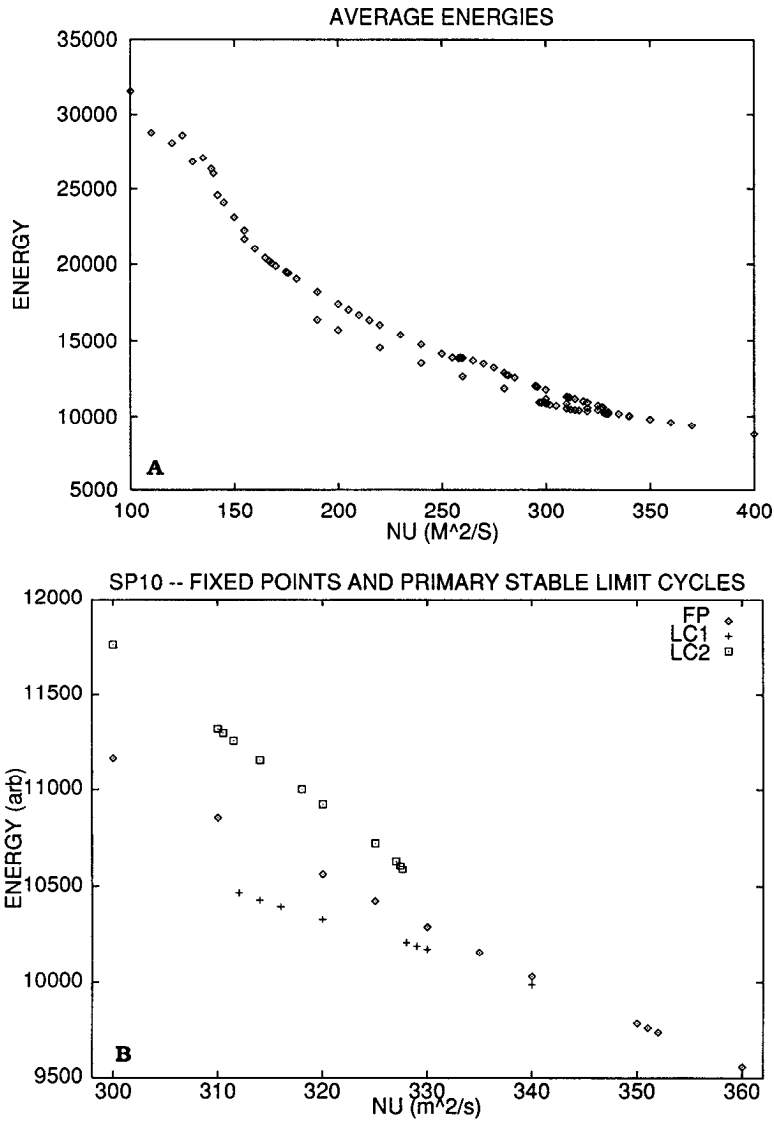 AVERAGE ENERGIES
35000
30000
25000
20000
15000
10000
5000
ENERGY
A
100 150 200 250 300 350 400
NU (M^2/S)
SP10 -- FIXED POINTS AND PRIMARY STABLE LIMIT CYCLES
12000
11500
11000
10500
10000
9500
ENERGY (arb)
FP
LC1
LC2
B
300 310 320 330 340 350 360
NU (m^2/s)